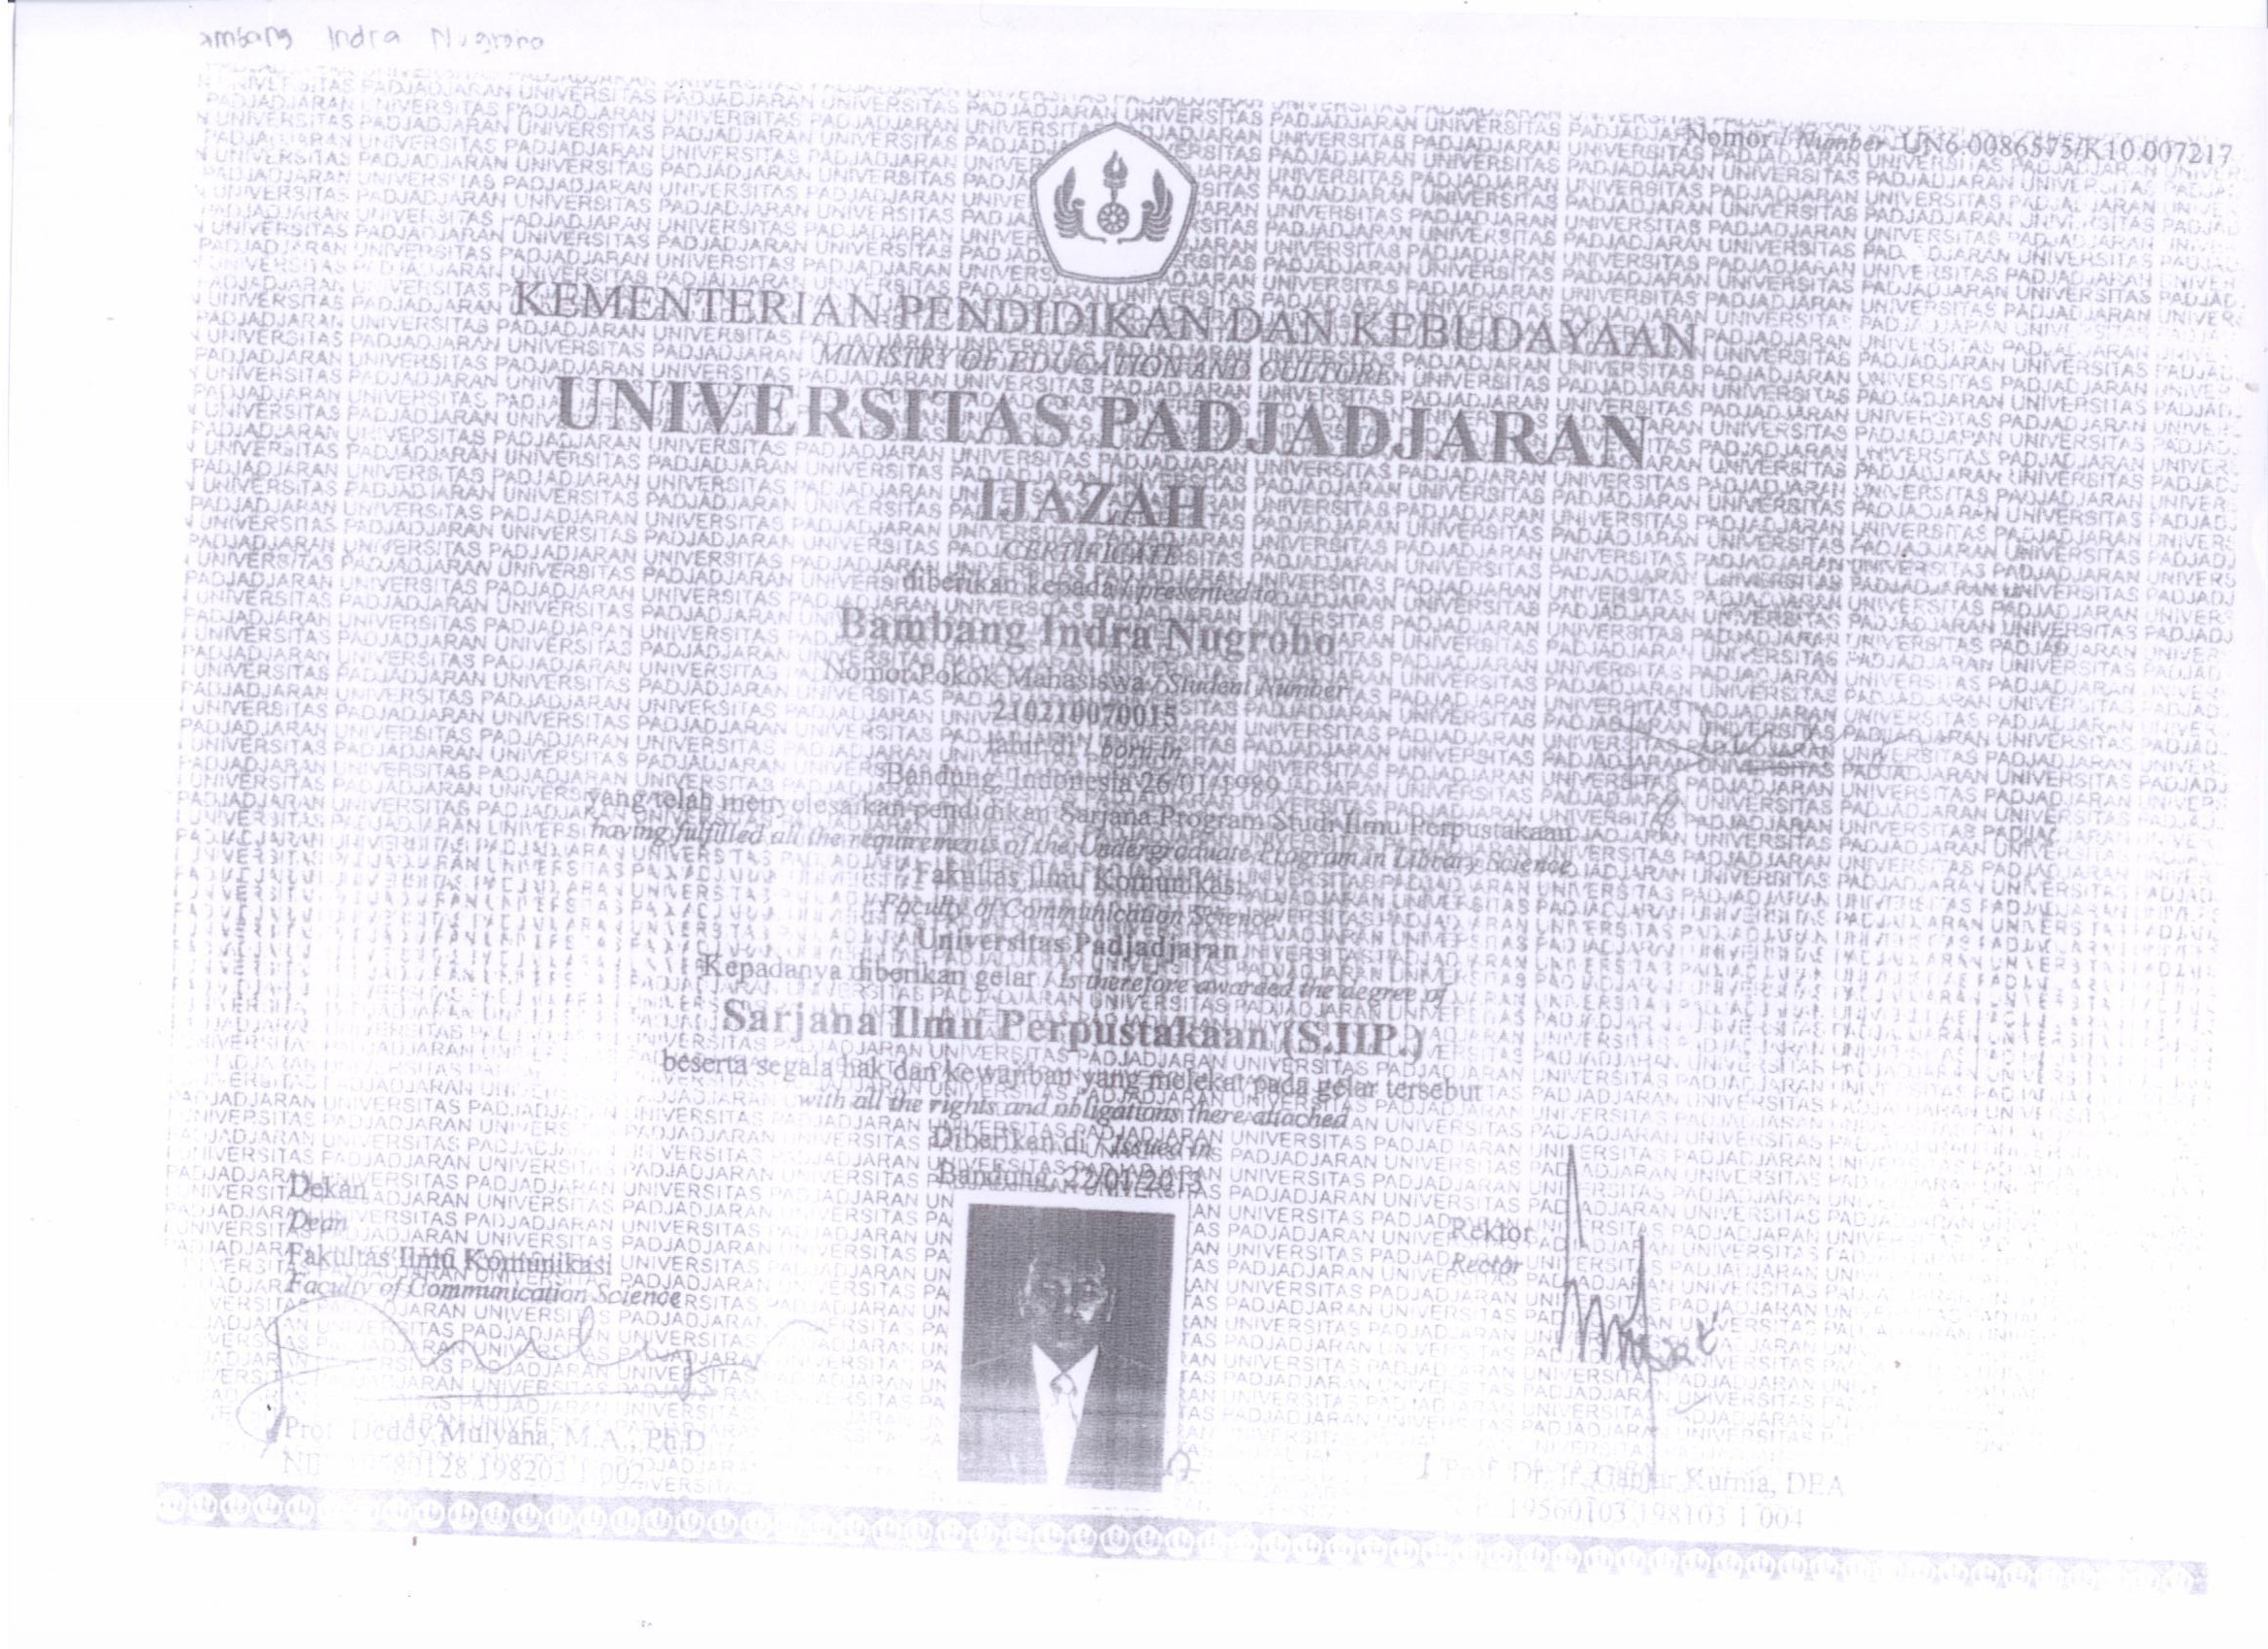 Indra Nugroho
Nomor / Number UN6.0086575/K10.007217
KEMENTERIAN PENDIDIKAN DAN KEBUDAYAAN
MINISTRY OF EDUCATION AND CULTURE
UNIVERSITAS PADJADJARAN
IJAZAH
CERTIFICATE
diberikan kepada / presented to
Bambang Indra Nugroho
Nomor Pokok Mahasiswa / Student Number
210210070015
lahir di / born in
Bandung, Indonesia 26/01/1989
yang telah menyelesaikan pendidikan Sarjana Program Studi Ilmu Perpustakaan
having fulfilled all the requirements of the Undergraduate Program in Library Science
Fakultas Ilmu Komunikasi
Faculty of Communication Science
Universitas Padjadjaran
Kepadanya diberikan gelar / Is therefore awarded the degree of
Sarjana Ilmu Perpustakaan (S.IIP.)
beserta segala hak dan kewajiban yang melekat pada gelar tersebut
with all the rights and obligations there attached
Diberikan di / Issued in
Bandung, 22/01/2013
Dekan
Dean
Fakultas Ilmu Komunikasi
Faculty of Communication Science
Prof. Deddy Mulyana, M.A., Ph.D
198203 1 002
Rektor
Rector
Prof. Dr. Ir. Ganjar Kurnia, DEA
19560103 198103 1 004